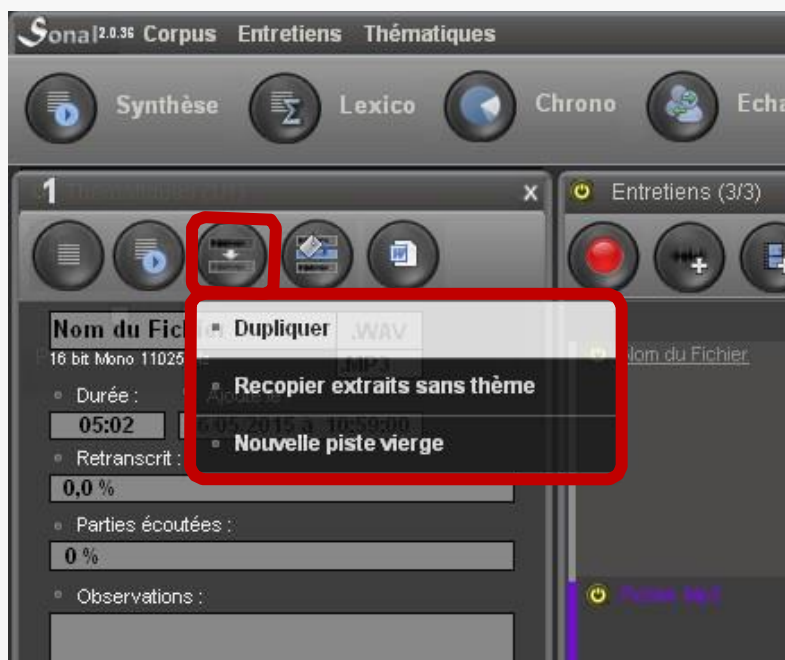 Sonal 2.0.36 Corpus Entretiens Thématiques
Synthèse Lexico Chrono Echa
1 x Entretiens (3/3)
Nom du Fic .WAV
16 bit Mono 11025 .MP3
Dupliquer
Recopier extraits sans thème
Nouvelle piste vierge
Nom du Fichier
Durée :
05:02 6/05/2015 à 10:59:00
Retranscrit :
0,0 %
Parties écoutées :
0 %
Observations :